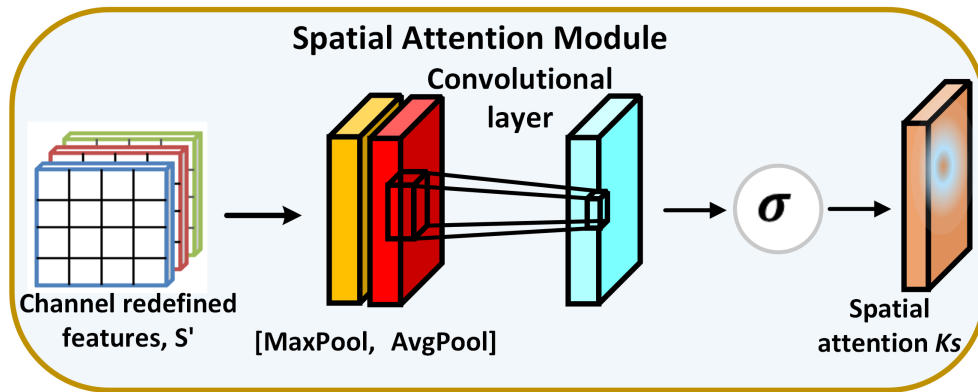 Spatial Attention Module
Convolutional
layer
σ
Channel redefined
features, S'
[MaxPool, AvgPool]
Spatial
attention Ks